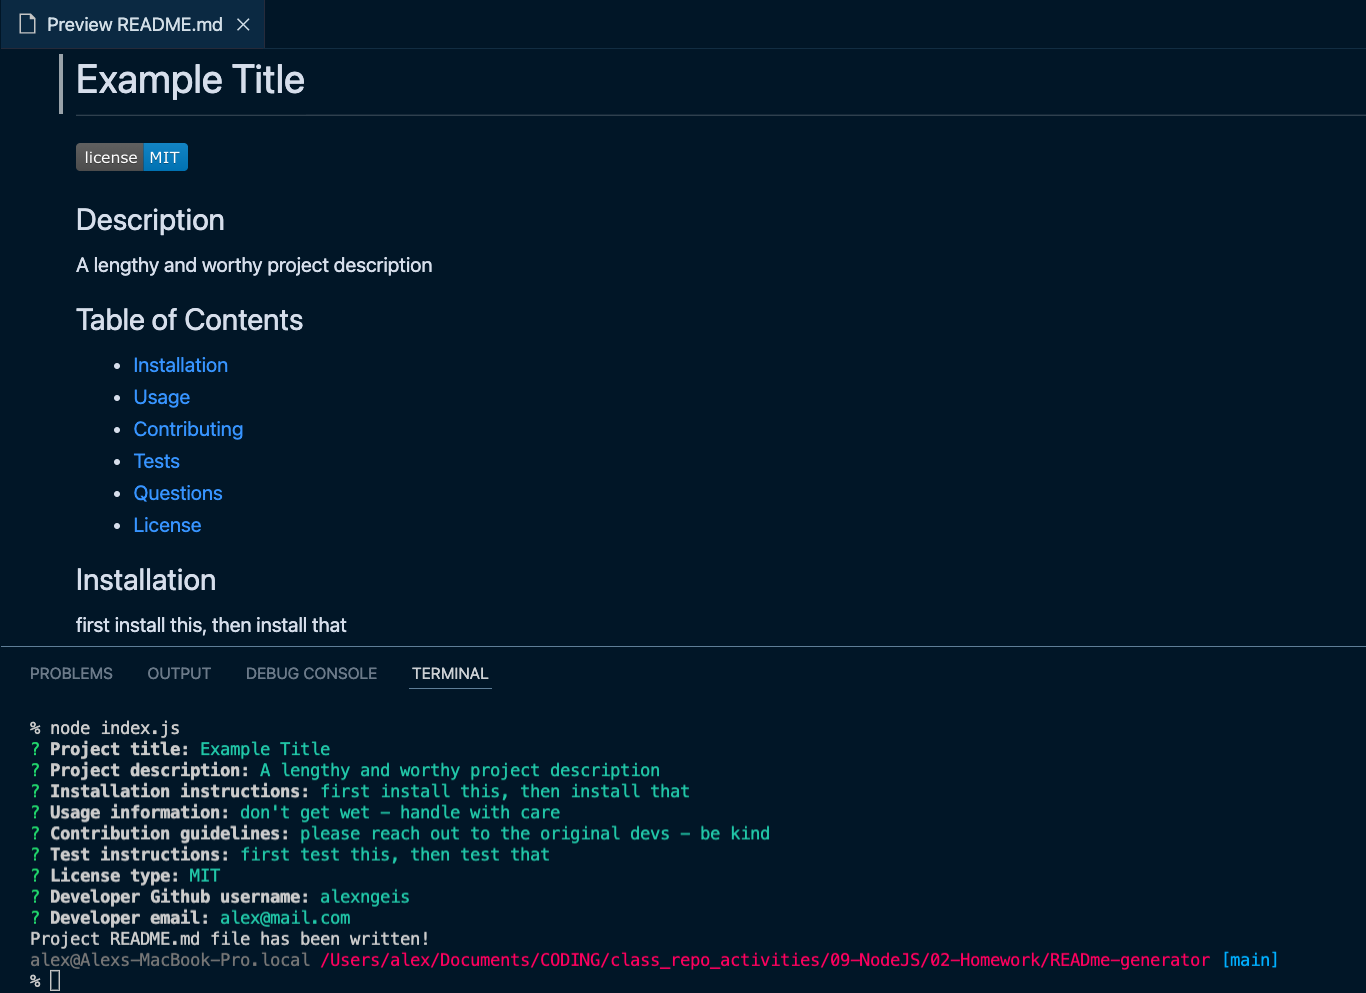 Preview README.md
Example Title
license MIT
Description
A lengthy and worthy project description
Table of Contents
• Installation
• Usage
• Contributing
• Tests
• Questions
• License
Installation
first install this, then install that
PROBLEMS OUTPUT DEBUG CONSOLE TERMINAL
% node index.js
? Project title: Example Title
? Project description: A lengthy and worthy project description
? Installation instructions: first install this, then install that
? Usage information: don't get wet - handle with care
? Contribution guidelines: please reach out to the original devs - be kind
? Test instructions: first test this, then test that
? License type: MIT
? Developer Github username: alexngeis
? Developer email: alex@mail.com
Project README.md file has been written!
alex@Alexs-MacBook-Pro.local /Users/alex/Documents/CODING/class_repo_activities/09-NodeJS/02-Homework/READme-generator [main]
%